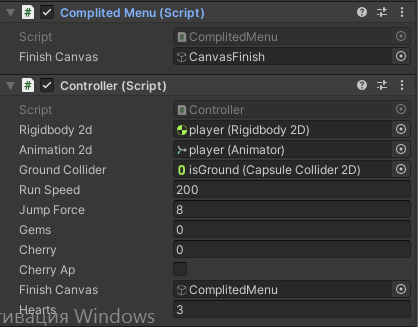 Complited Menu (Script)
Script ComplitedMenu
Finish Canvas CanvasFinish
Controller (Script)
Script Controller
Rigidbody 2d player (Rigidbody 2D)
Animation 2d player (Animator)
Ground Collider isGround (Capsule Collider 2D)
Run Speed 200
Jump Force 8
Gems 0
Cherry 0
Cherry Ap
Finish Canvas ComplitedMenu
тивация Windows
Hearts 3